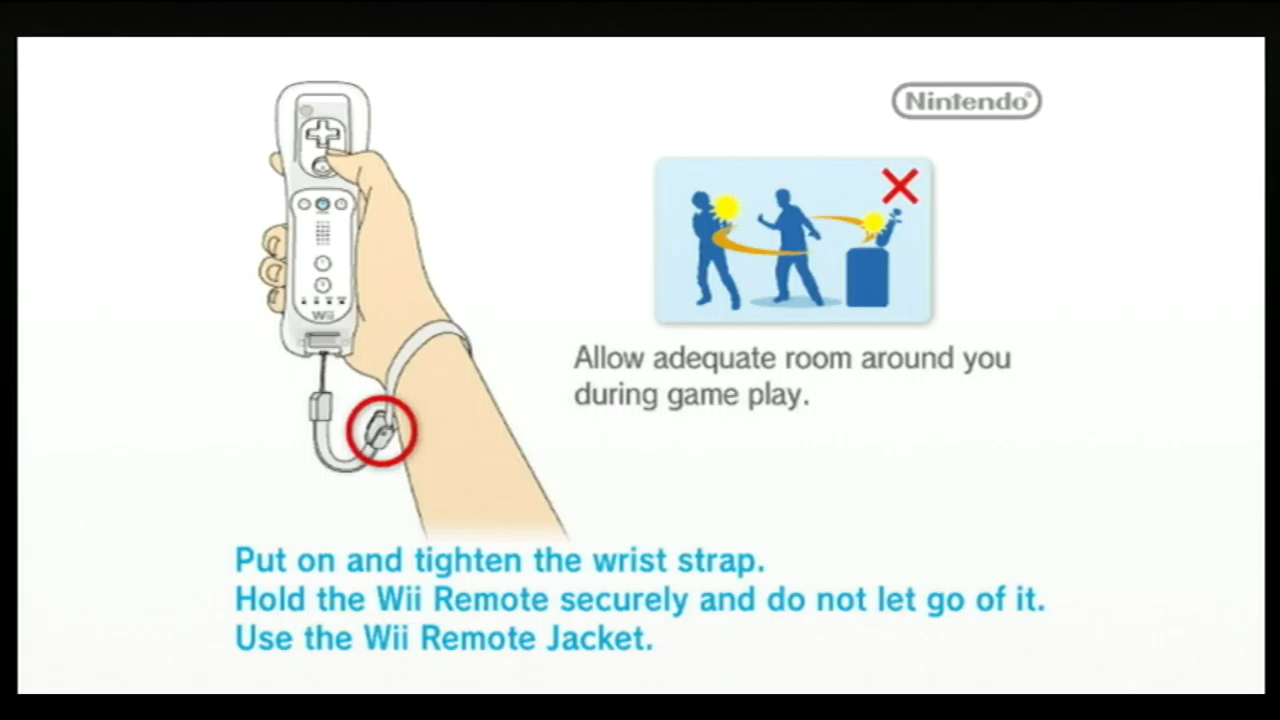 Nintendo®
Wii
Allow adequate room around you
during game play.
Put on and tighten the wrist strap.
Hold the Wii Remote securely and do not let go of it.
Use the Wii Remote Jacket.